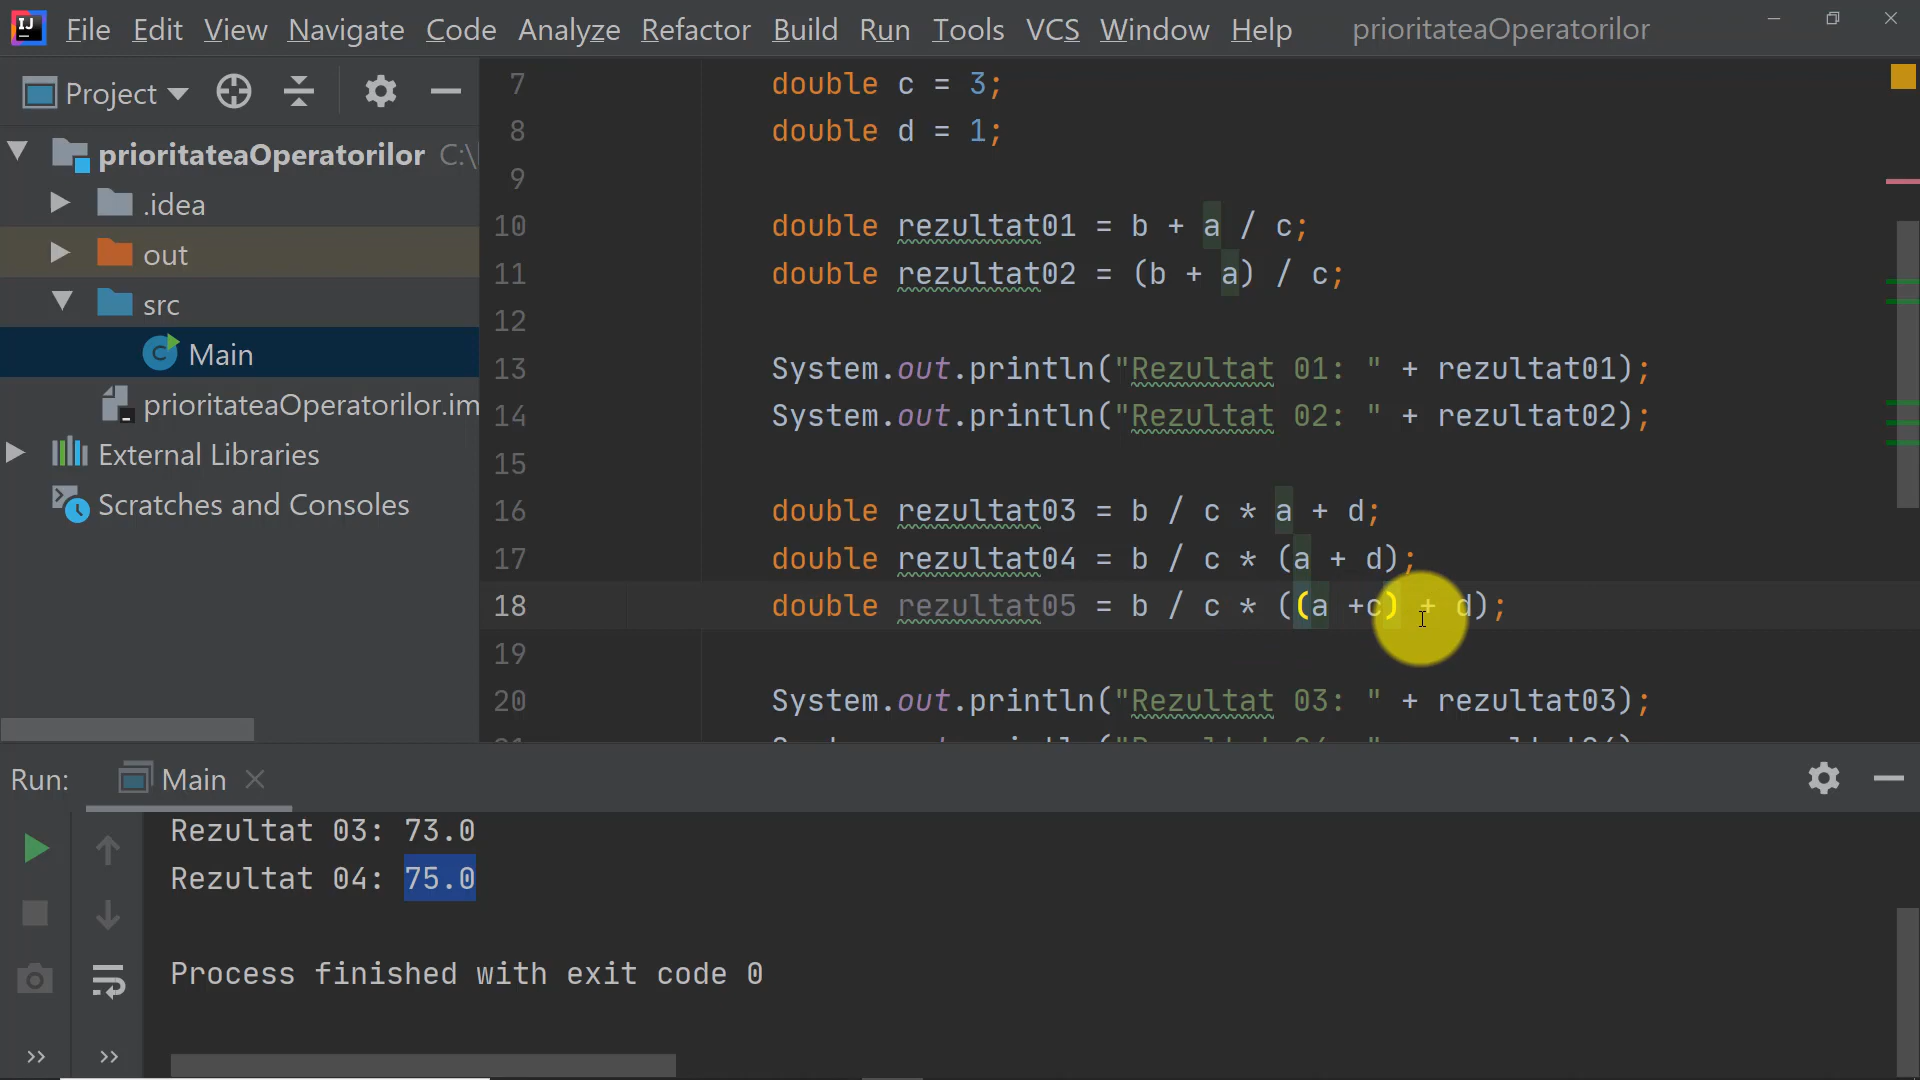 File Edit View Navigate Code Analyze Refactor Build Run Tools VCS Window Help prioritateaOperatorilor
Project
prioritateaOperatorilor C:\
.idea
out
src
Main
prioritateaOperatorilor.im
External Libraries
Scratches and Consoles
7 double c = 3;
8 double d = 1;
9
10 double rezultat01 = b + a / c;
11 double rezultat02 = (b + a) / c;
12
13 System.out.println("Rezultat 01: " + rezultat01);
14 System.out.println("Rezultat 02: " + rezultat02);
15
16 double rezultat03 = b / c * a + d;
17 double rezultat04 = b / c * (a + d);
18 double rezultat05 = b / c * ((a +c) + d);
19
20 System.out.println("Rezultat 03: " + rezultat03);
Run: Main
Rezultat 03: 73.0
Rezultat 04: 75.0
Process finished with exit code 0